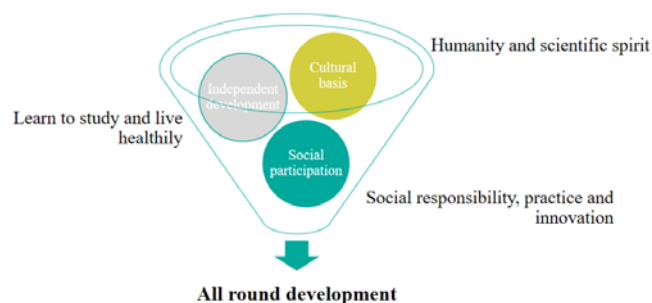 Humanity and scientific spirit
Cultural
basis
Independent
development
Learn to study and live
healthily
Social
participation
Social responsibility, practice and
innovation
All round development